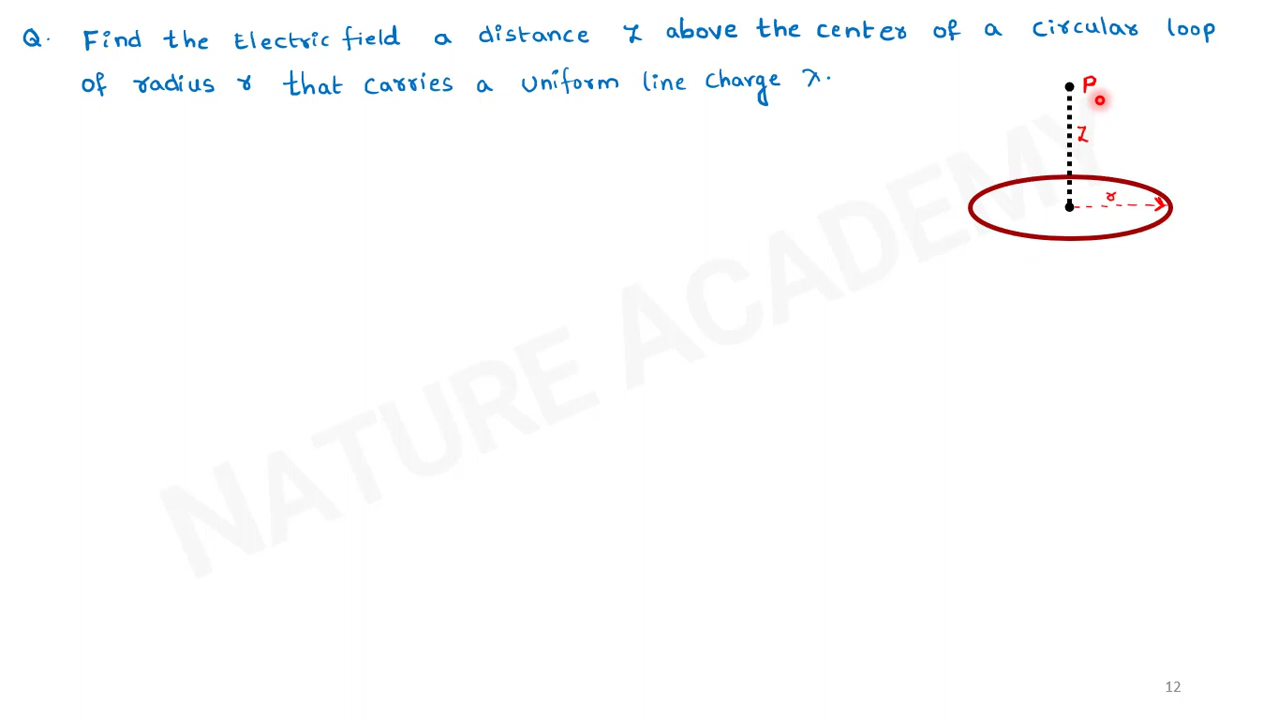 Q. Find the Electric field a distance z above the center of a circular loop
of radius r that carries a uniform line charge λ.
P
z
r
NATURE ACADEMY
12